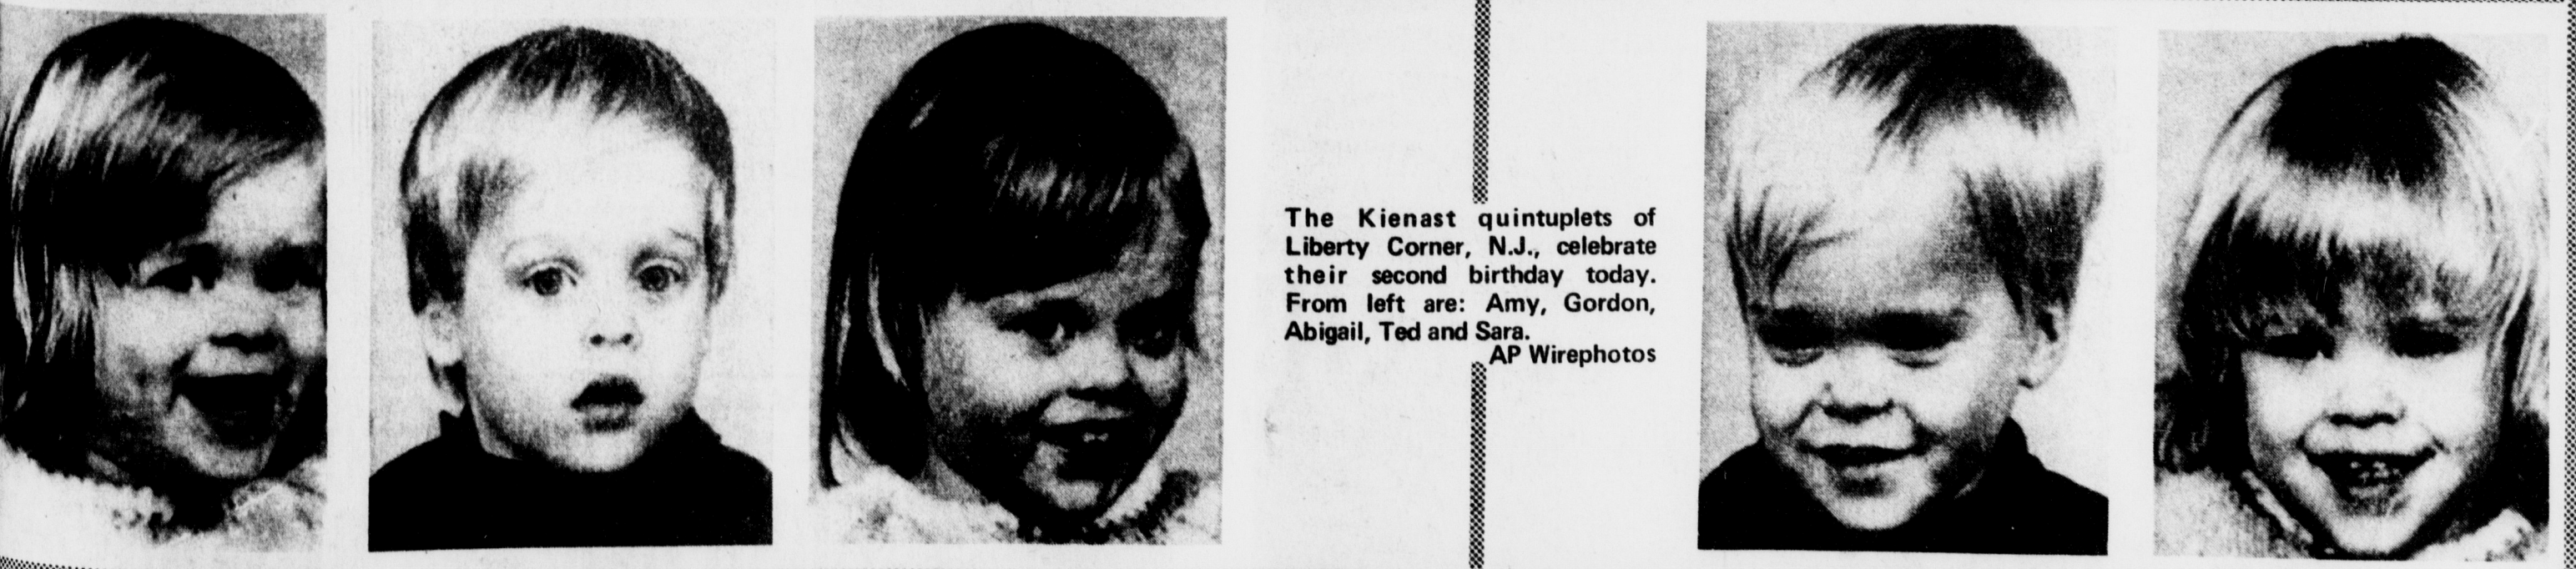 The Kienast quintuplets of
Liberty Corner, N.J., celebrate
their second birthday today.
From left are: Amy, Gordon,
Abigail, Ted and Sara.
AP Wirephotos